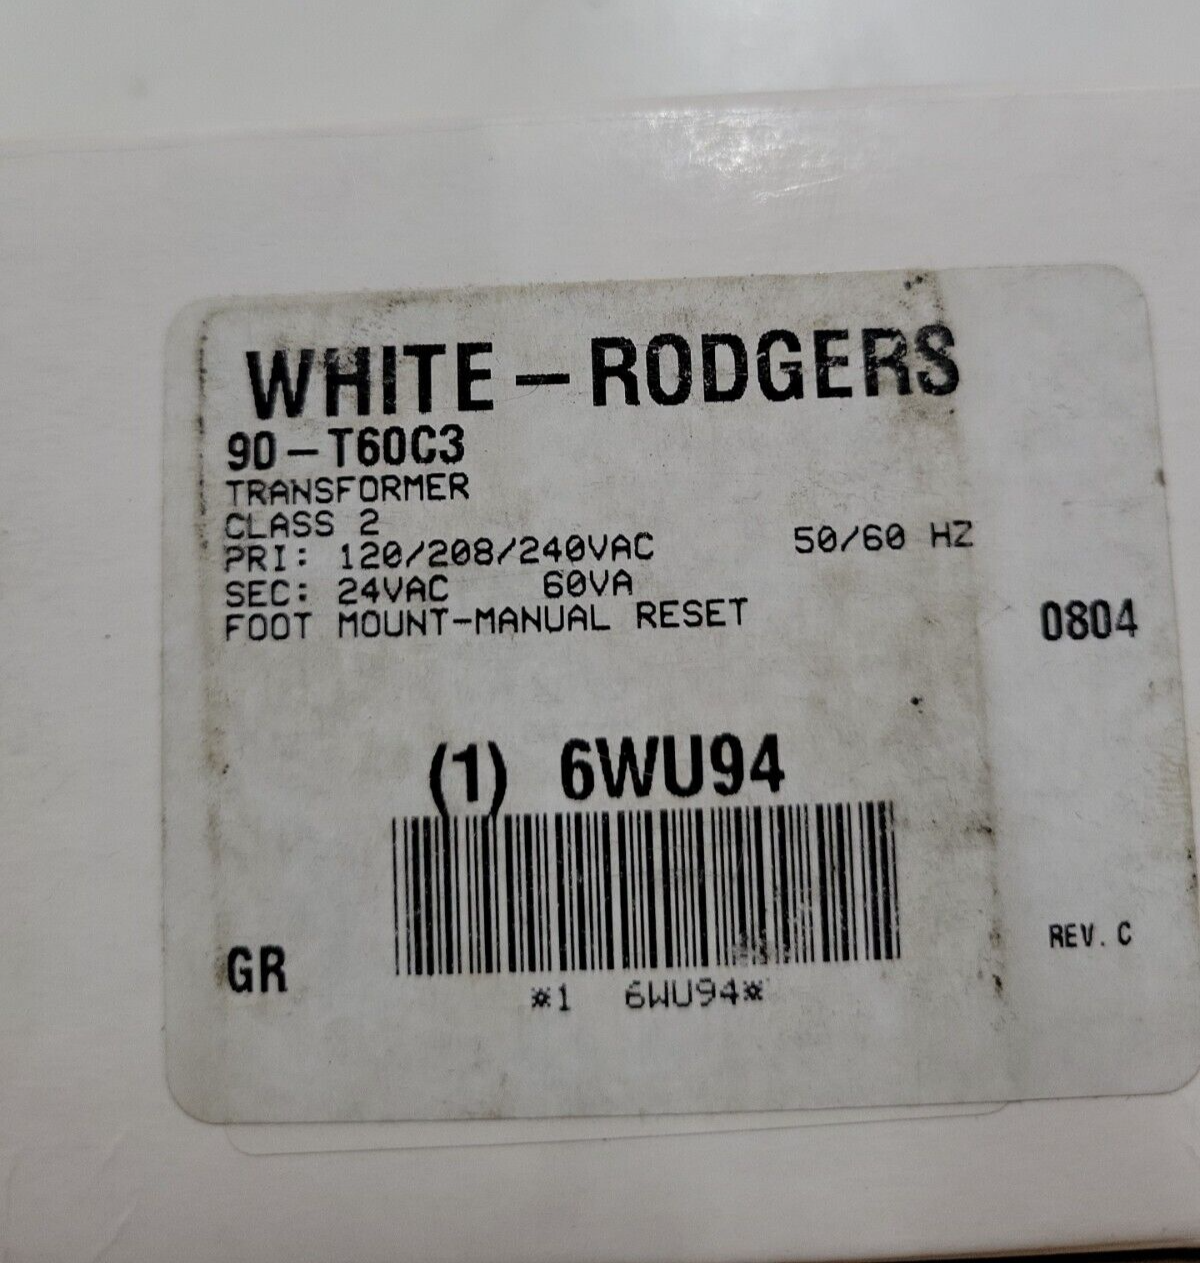 WHITE-RODGERS
90-T60C3
TRANSFORMER
CLASS 2
PRI: 120/208/240VAC 50/60 HZ
SEC: 24VAC 60VA
FOOT MOUNT-MANUAL RESET
0804
(1) 6WU94
GR
REV. C
*1 6WU94*